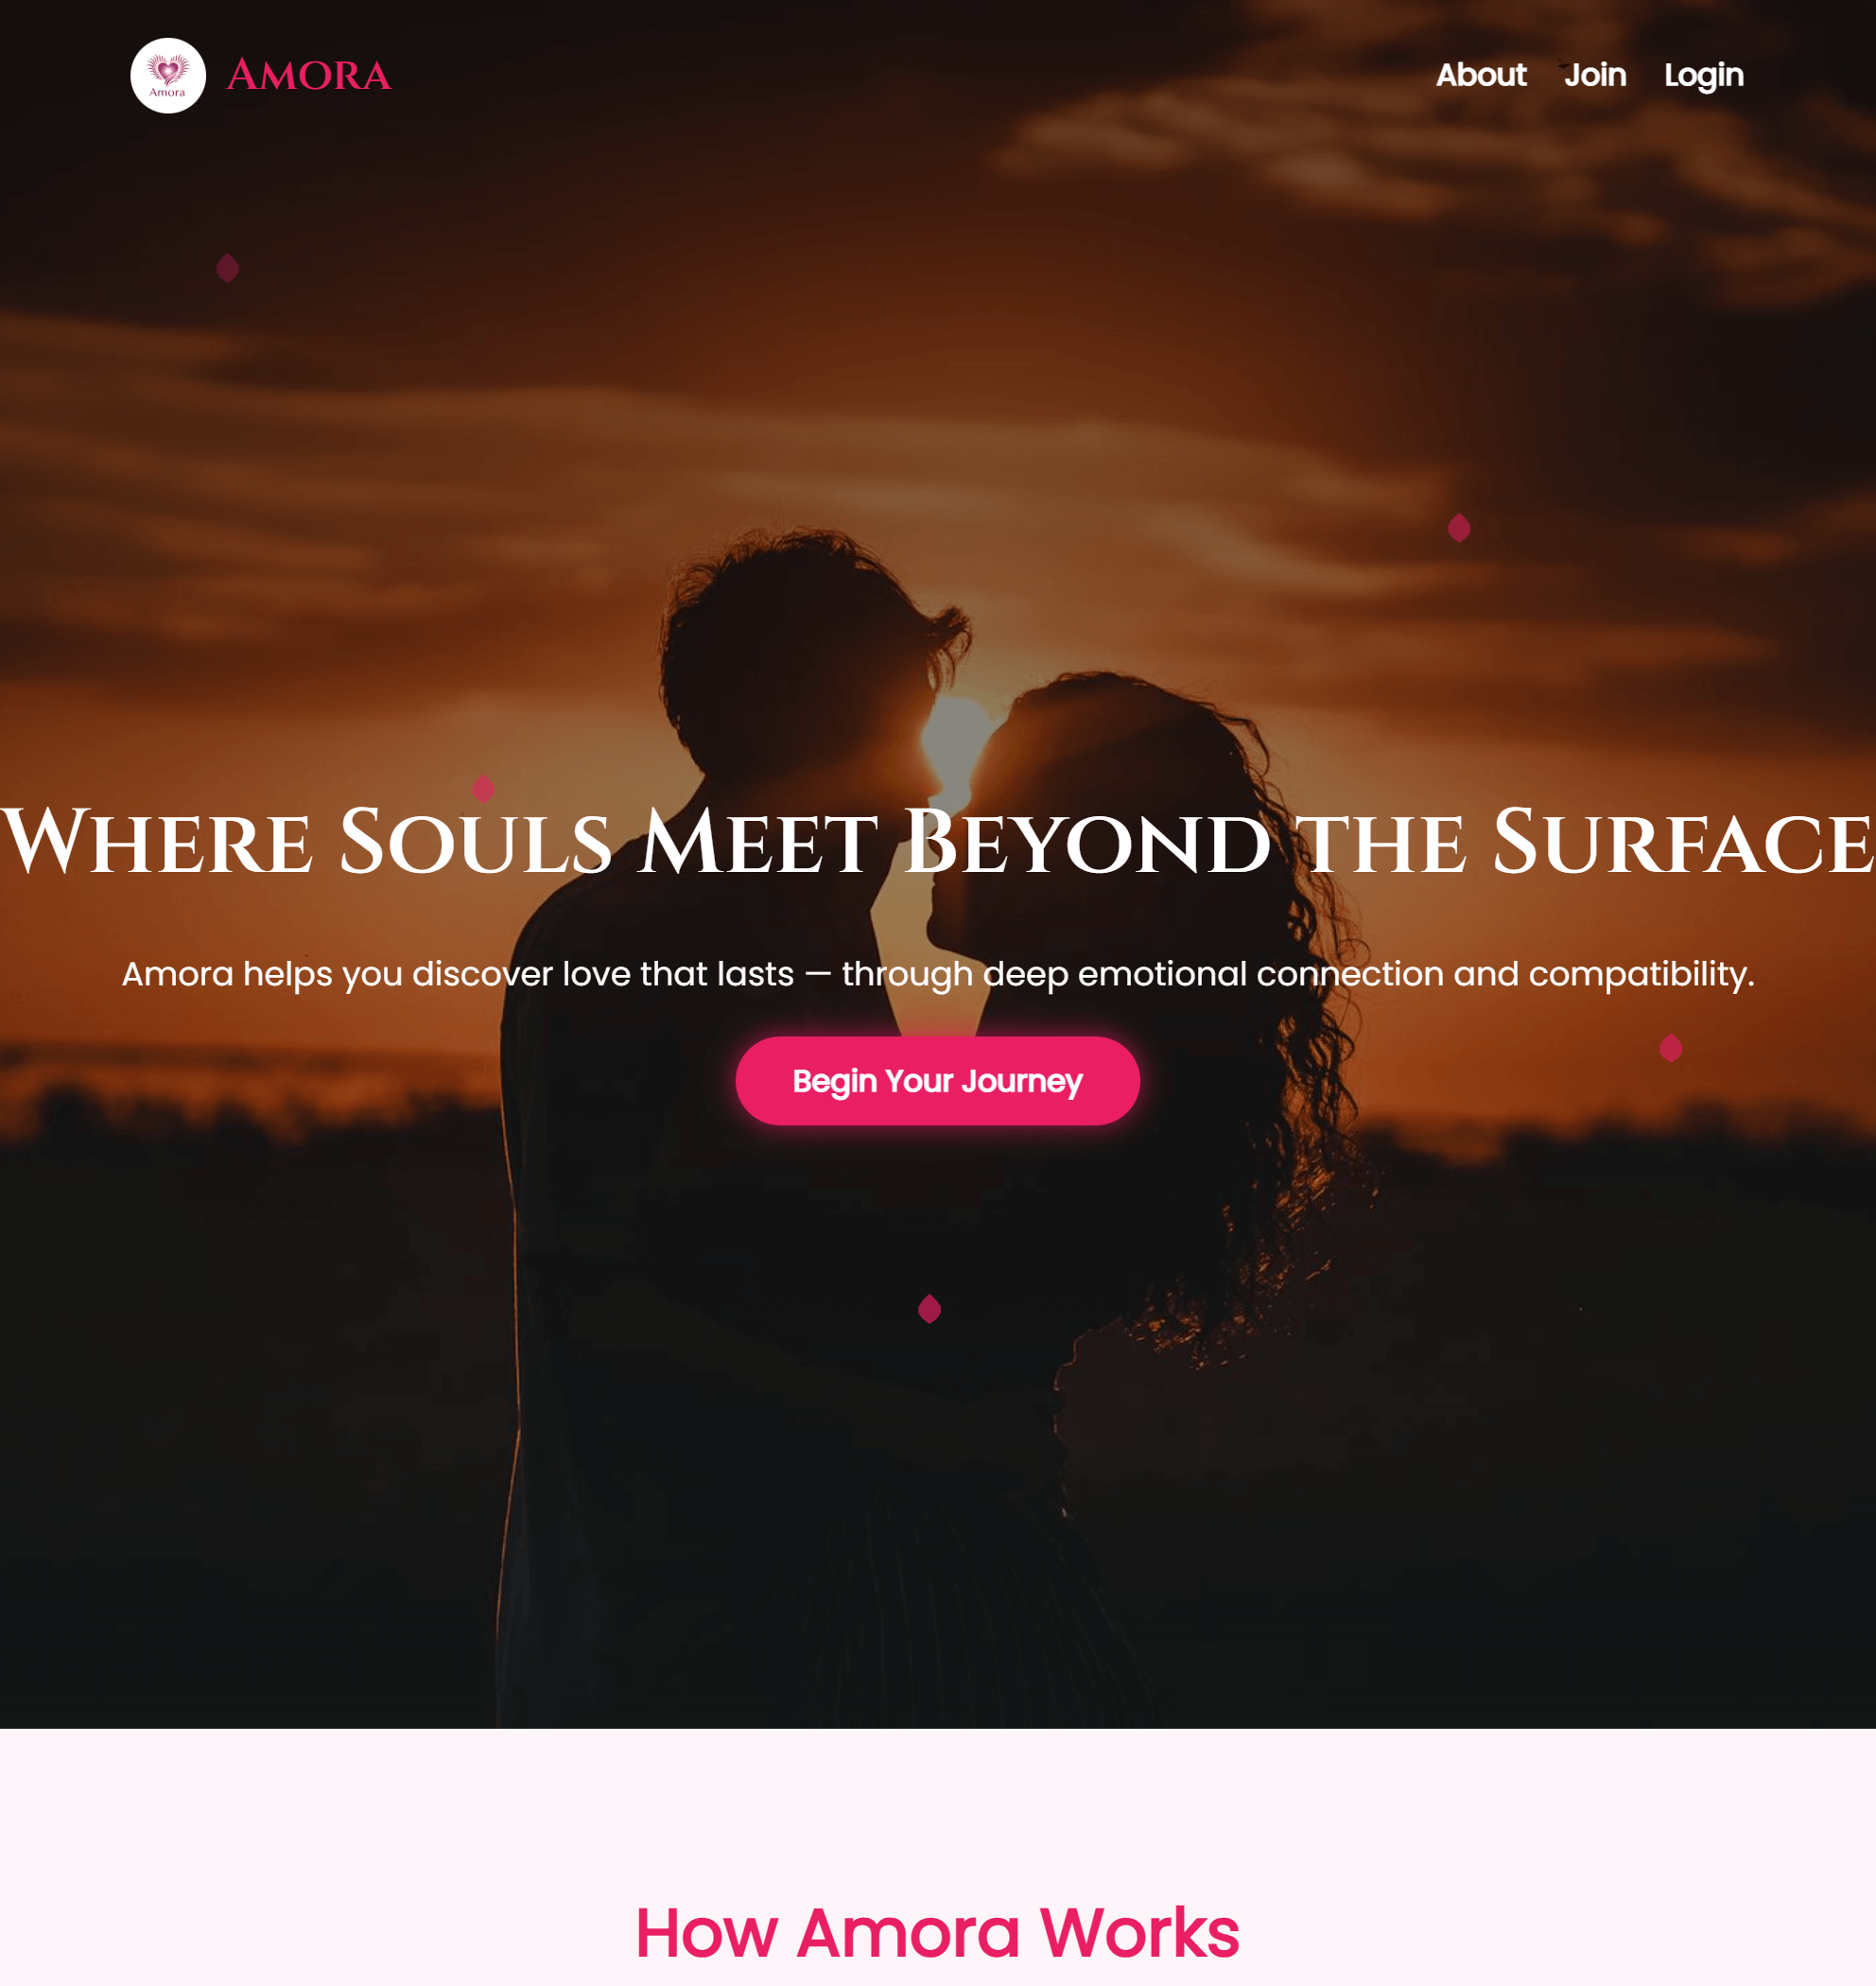 Amora
Amora
About Join Login
Where Souls Meet Beyond the Surface
Amora helps you discover love that lasts — through deep emotional connection and compatibility.
Begin Your Journey
How Amora Works